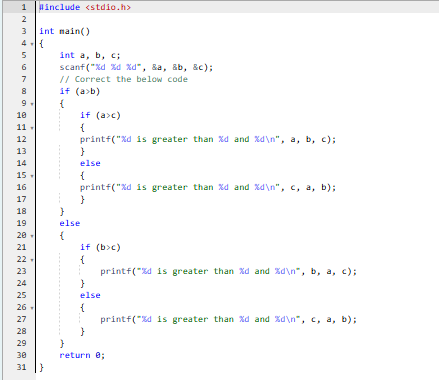 1 #include <stdio.h>
2
3 int main()
4 {
5 int a, b, c;
6 scanf("%d %d %d", &a, &b, &c);
7 // Correct the below code
8 if (a>b)
9 {
10 if (a>c)
11 {
12 printf("%d is greater than %d and %d\n", a, b, c);
13 }
14 else
15 {
16 printf("%d is greater than %d and %d\n", c, a, b);
17 }
18 }
19 else
20 {
21 if (b>c)
22 {
23 printf("%d is greater than %d and %d\n", b, a, c);
24 }
25 else
26 {
27 printf("%d is greater than %d and %d\n", c, a, b);
28 }
29 }
30 return 0;
31 }